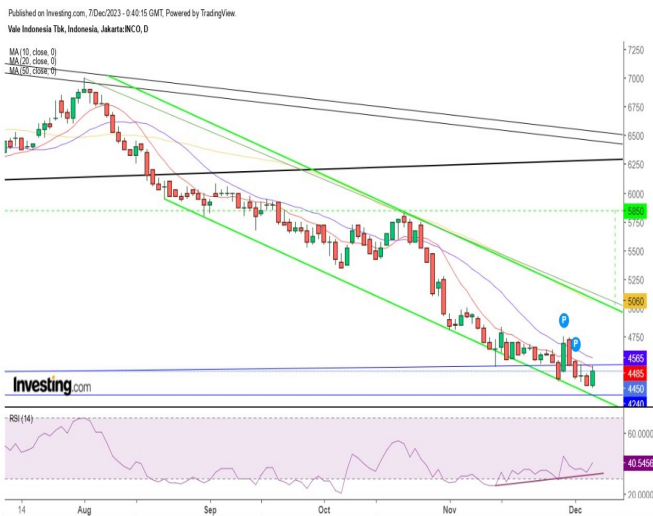 Published on Investing.com, 7/Dec/2023 - 0:40:15 GMT, Powered by TradingView.
Vale Indonesia Tbk, Indonesia, Jakarta:INCO, D
MA (10, close, 0)
MA (20, close, 0)
MA (50, close, 0)
7250
7000
6750
6500
6250
6000
5850
5750
5500
5250
5060
5000
4750
4565
4485
4450
4240
P
P
Investing.com
RSI (14)
60.0000
40.5456
20.0000
14
Aug
Sep
Oct
Nov
Dec